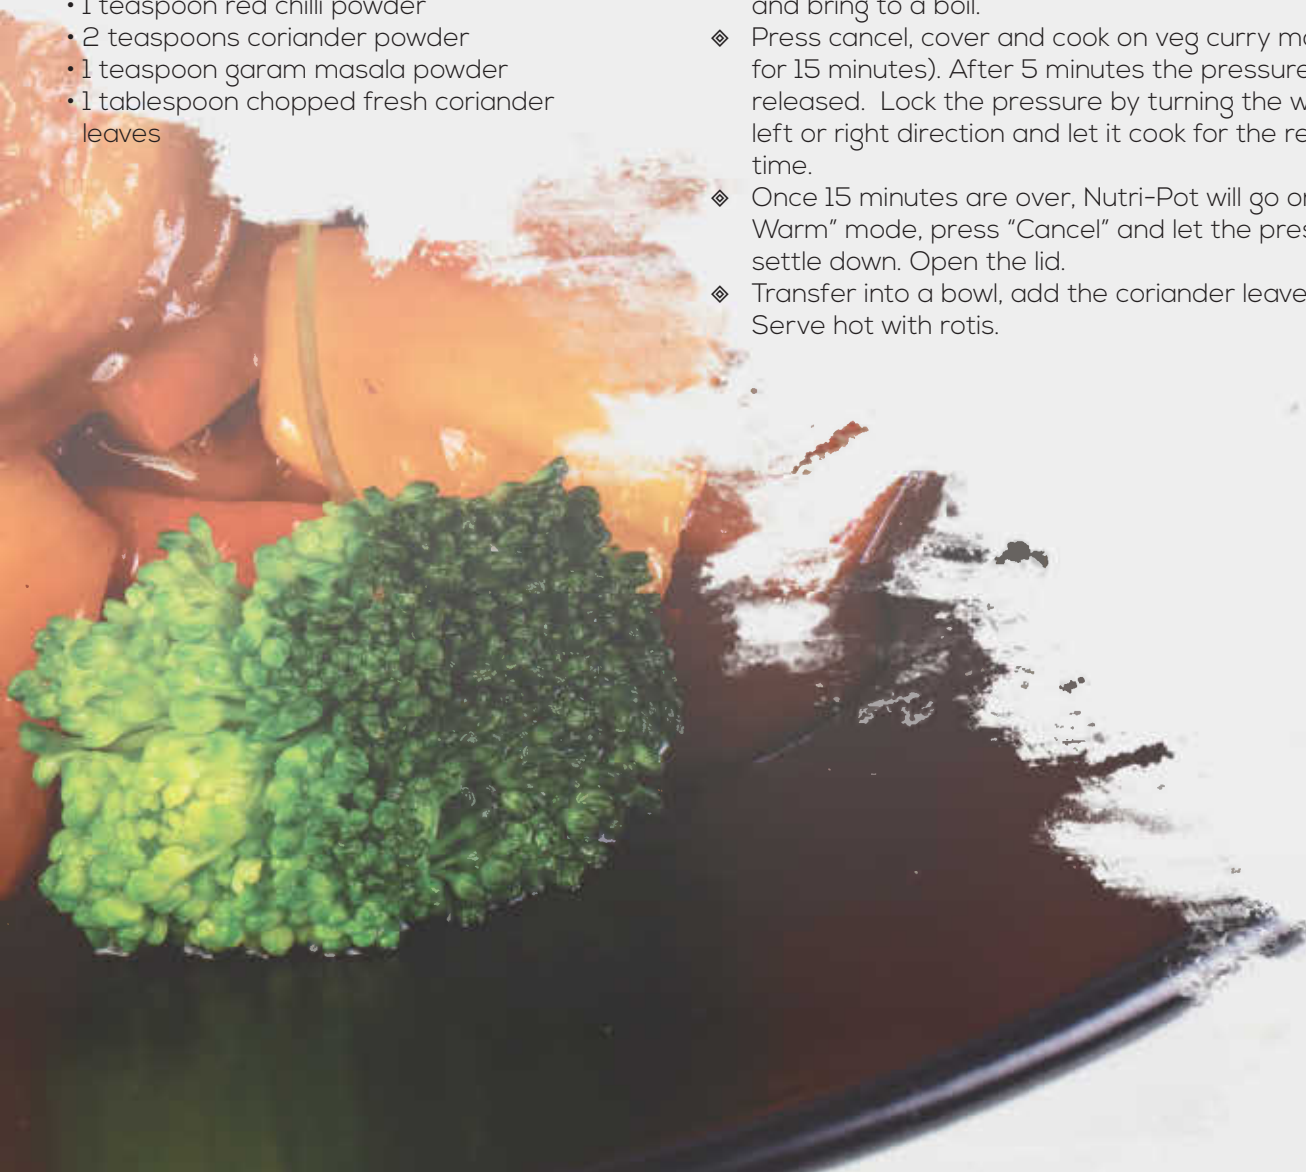 • 1 teaspoon red chilli powder
• 2 teaspoons coriander powder
• 1 teaspoon garam masala powder
• 1 tablespoon chopped fresh coriander
leaves
and bring to a boil.
Press cancel, cover and cook on veg curry
for 15 minutes). After 5 minutes the pressure
released. Lock the pressure by turning the
left or right direction and let it cook for the
time.
Once 15 minutes are over, Nutri-Pot will go
Warm” mode, press “Cancel” and let the
settle down. Open the lid.
Transfer into a bowl, add the coriander
Serve hot with rotis.